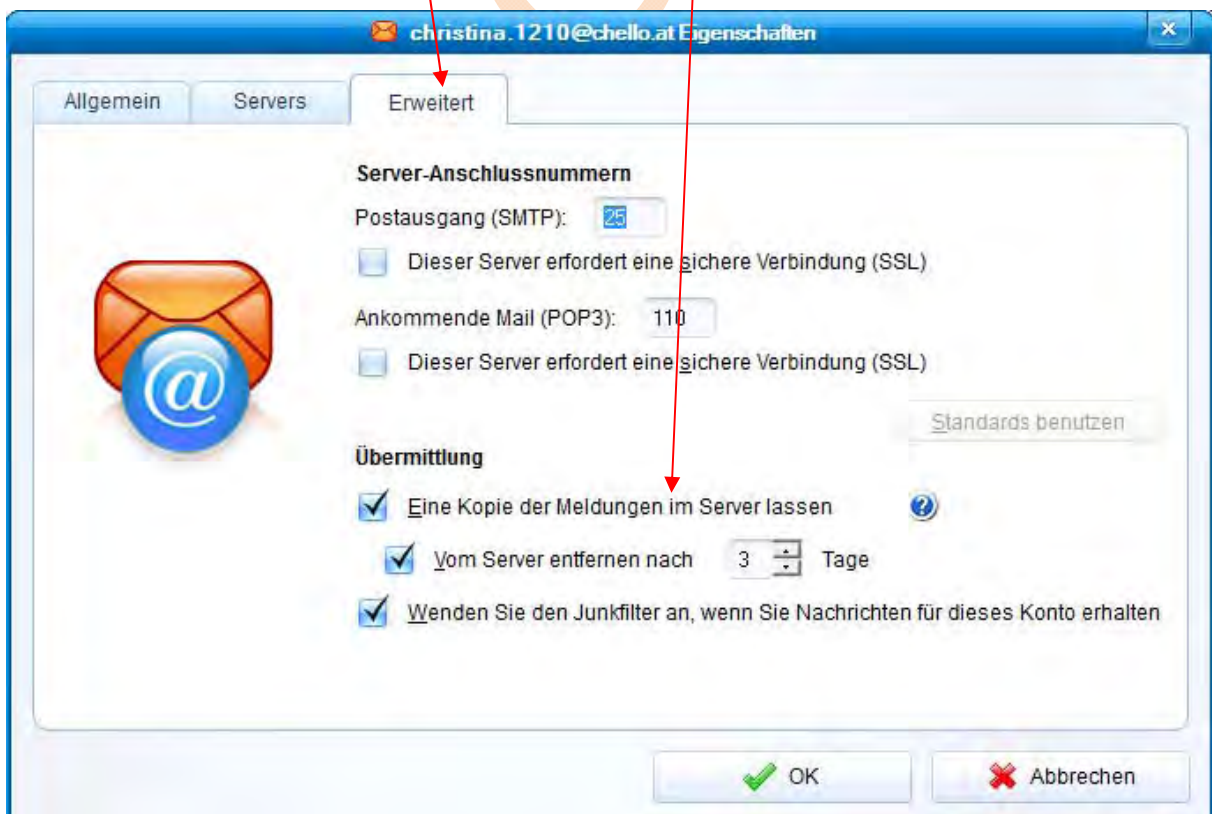 christina.1210@chello.at Eigenschaften
Allgemein Servers Erweitert
Server-Anschlussnummern
Postausgang (SMTP): 25
Dieser Server erfordert eine sichere Verbindung (SSL)
Ankommende Mail (POP3): 110
Dieser Server erfordert eine sichere Verbindung (SSL)
Standards benutzen
Übermittlung
Eine Kopie der Meldungen im Server lassen
Vom Server entfernen nach 3 Tage
Wenden Sie den Junkfilter an, wenn Sie Nachrichten für dieses Konto erhalten
OK Abbrechen